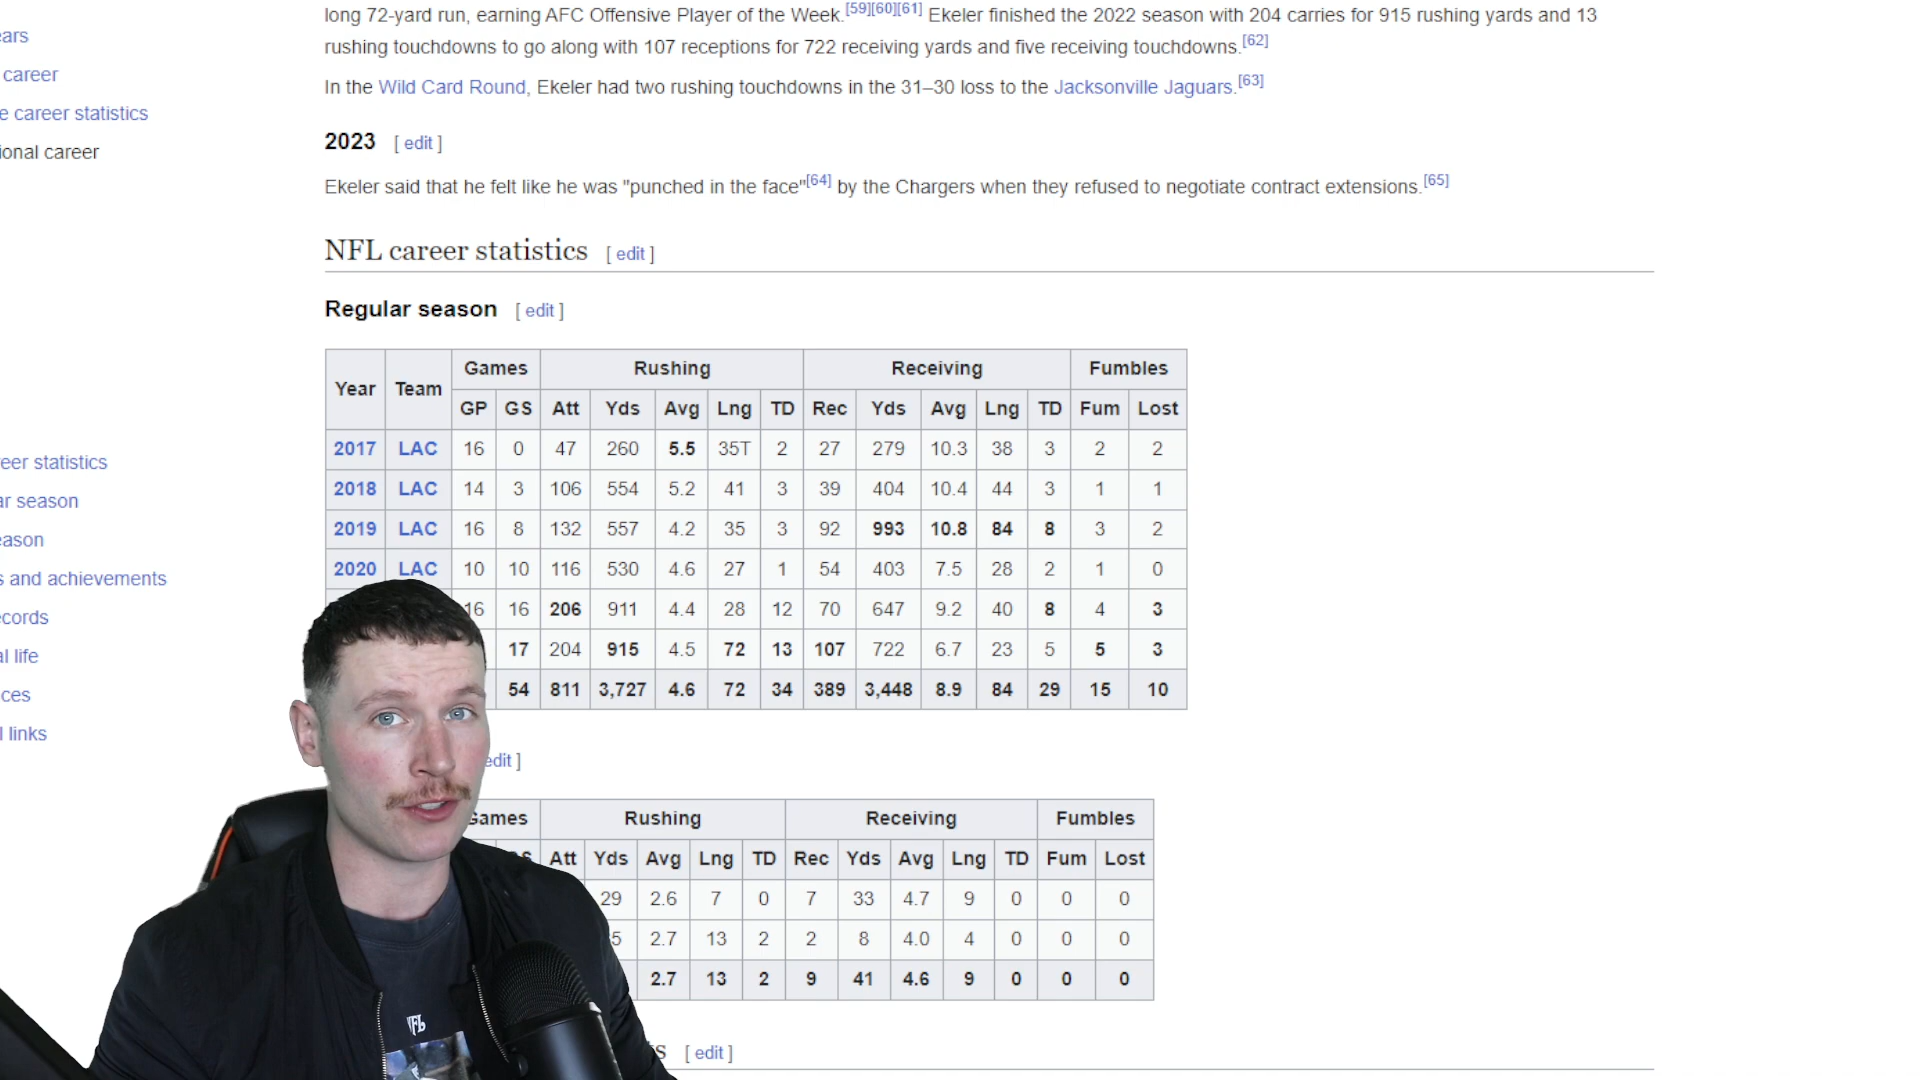 long 72-yard run, earning AFC Offensive Player of the Week.[59][60][61] Ekeler finished the 2022 season with 204 carries for 915 rushing yards and 13
ears
rushing touchdowns to go along with 107 receptions for 722 receiving yards and five receiving touchdowns.[62]
career
In the Wild Card Round, Ekeler had two rushing touchdowns in the 31–30 loss to the Jacksonville Jaguars.[63]
e career statistics
2023 [ edit ]
ional career
Ekeler said that he felt like he was "punched in the face"[64] by the Chargers when they refused to negotiate contract extensions.[65]
NFL career statistics [ edit ]
Regular season [ edit ]
Year Team Games Rushing Receiving Fumbles
GP GS Att Yds Avg Lng TD Rec Yds Avg Lng TD Fum Lost
2017 LAC 16 0 47 260 5.5 35T 2 27 279 10.3 38 3 2 2
eer statistics
2018 LAC 14 3 106 554 5.2 41 3 39 404 10.4 44 3 1 1
ar season
2019 LAC 16 8 132 557 4.2 35 3 92 993 10.8 84 8 3 2
eason
2020 LAC 10 10 116 530 4.6 27 1 54 403 7.5 28 2 1 0
s and achievements
16 16 206 911 4.4 28 12 70 647 9.2 40 8 4 3
ecords
17 204 915 4.5 72 13 107 722 6.7 23 5 5 3
al life
54 811 3,727 4.6 72 34 389 3,448 8.9 84 29 15 10
ces
l links
edit ]
Games Rushing Receiving Fumbles
Att Yds Avg Lng TD Rec Yds Avg Lng TD Fum Lost
29 2.6 7 0 7 33 4.7 9 0 0 0
5 2.7 13 2 2 8 4.0 4 0 0 0
2.7 13 2 9 41 4.6 9 0 0 0
NFL
s [ edit ]